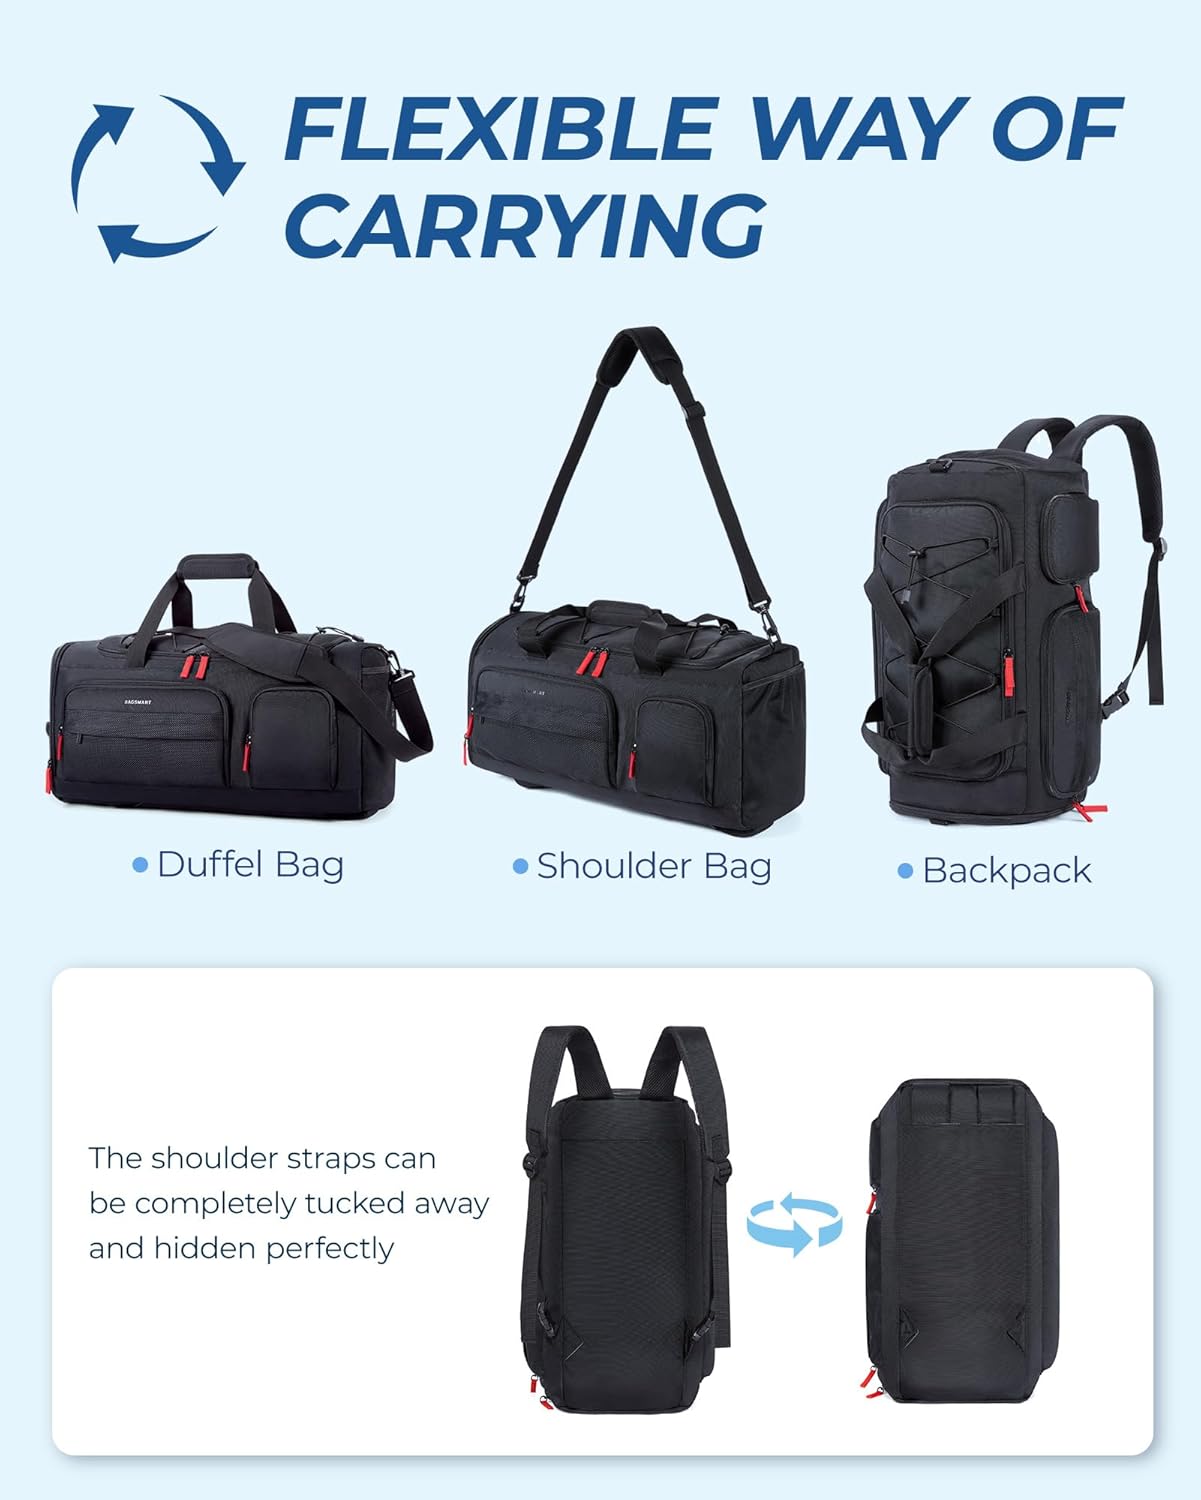 FLEXIBLE WAY OF
CARRYING
BAGSMART
Duffel Bag
Shoulder Bag
Backpack
The shoulder straps can
be completely tucked away
and hidden perfectly